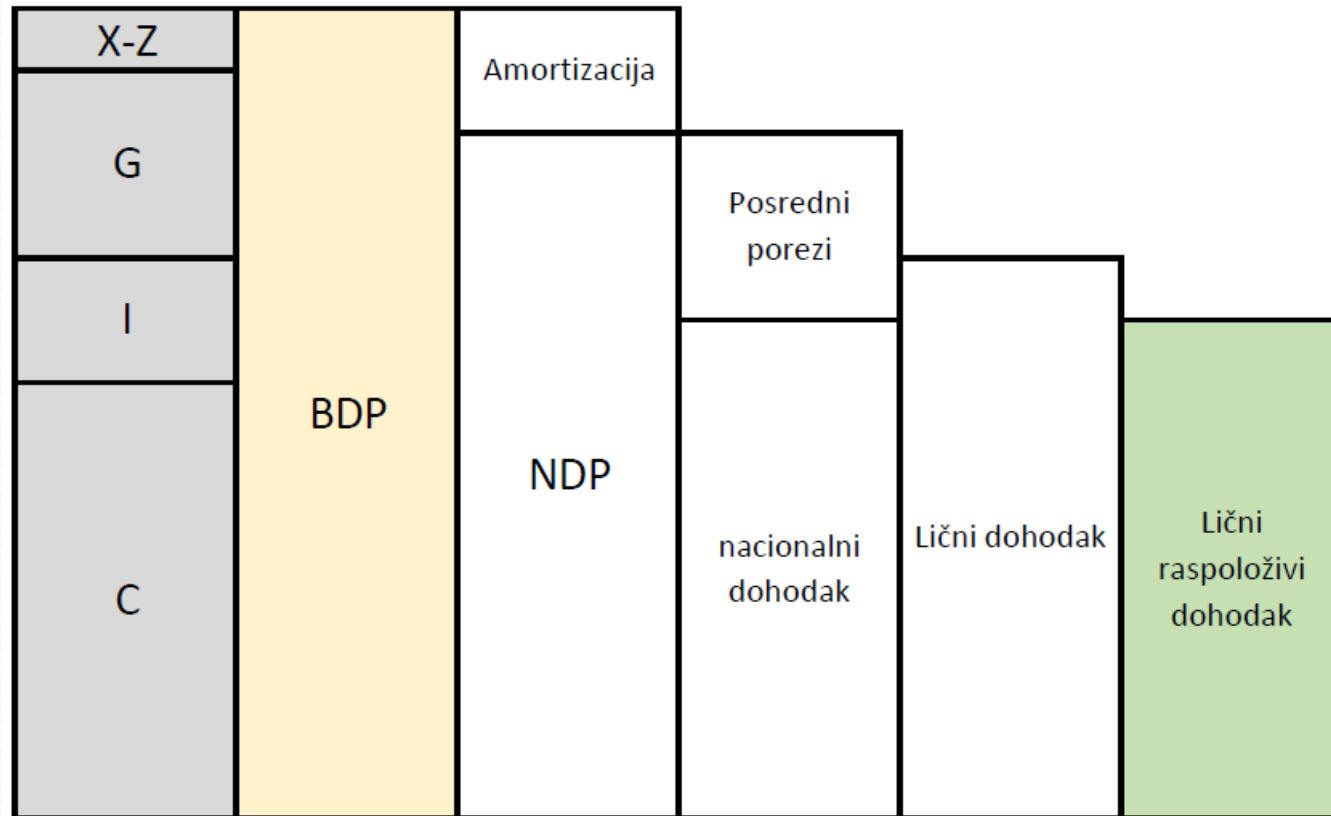 X-Z
G
I
C
BDP
Amortizacija
NDP
Posredni
porezi
nacionalni
dohodak
Lični dohodak
Lični
raspoloživi
dohodak